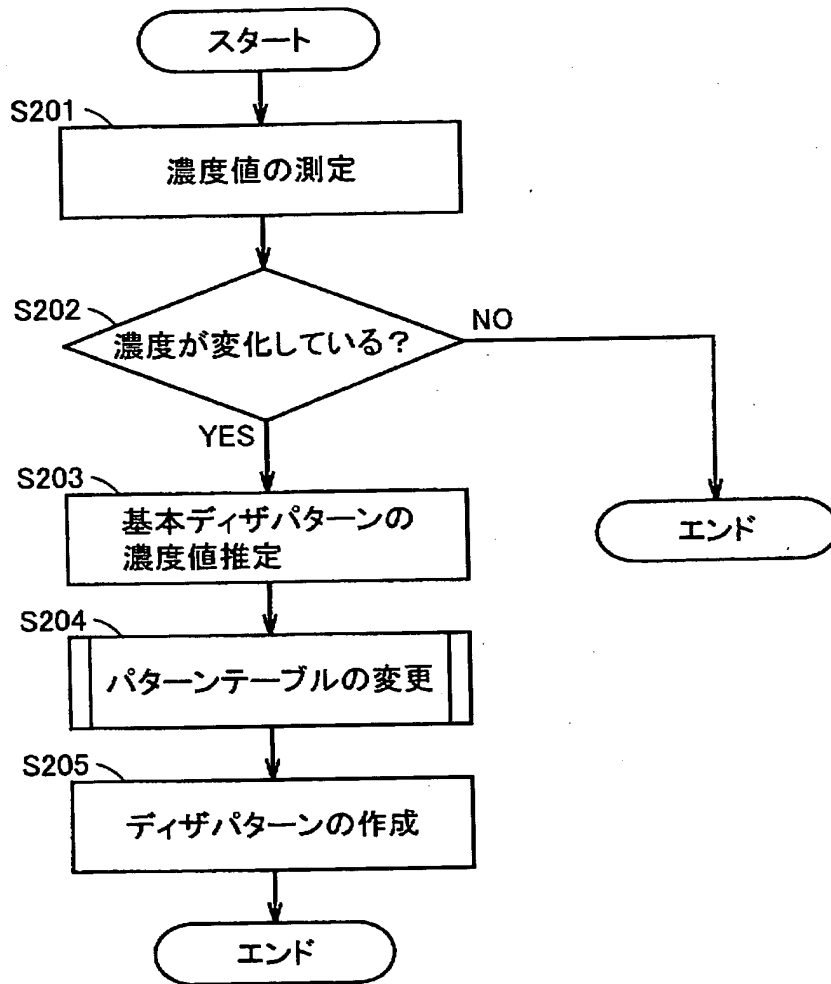 スタート
S201
濃度値の測定
S202
濃度が変化している?
NO
YES
S203
基本ディザパターンの
濃度値推定
エンド
S204
パターンテーブルの変更
S205
ディザパターンの作成
エンド